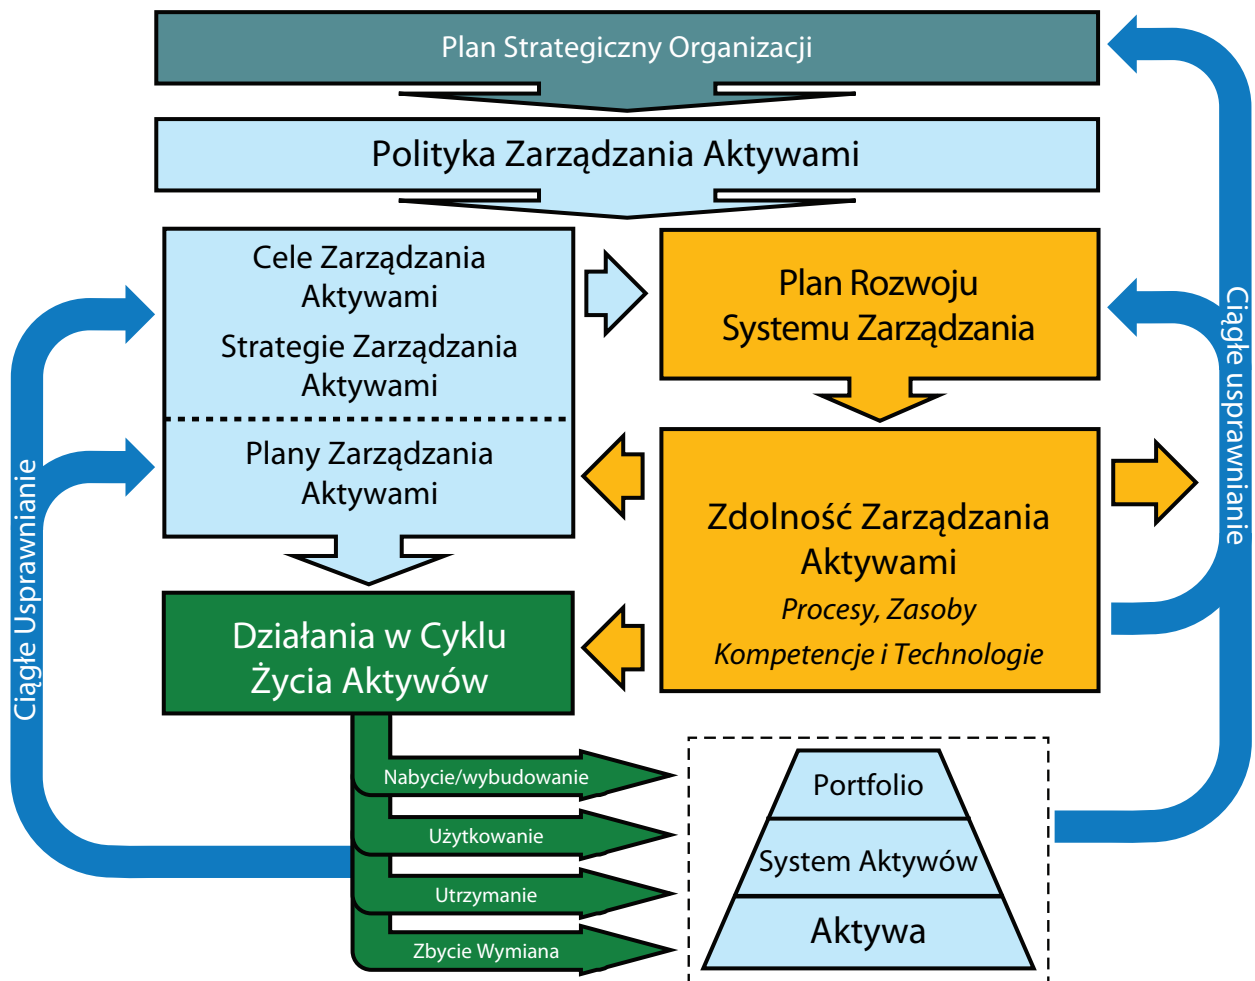 Plan Strategiczny Organizacji
Polityka Zarządzania Aktywami
Cele Zarządzania
Aktywami
Strategie Zarządzania
Aktywami
Plany Zarządzania
Aktywami
Plan Rozwoju
Systemu Zarządzania
Zdolność Zarządzania
Aktywami
Procesy, Zasoby
Kompetencje i Technologie
Działania w Cyklu
Życia Aktywów
Nabycie/wybudowanie
Użytkowanie
Utrzymanie
Zbycie Wymiana
Portfolio
System Aktywów
Aktywa
Ciągłe Usprawnianie
Ciągłe usprawnianie